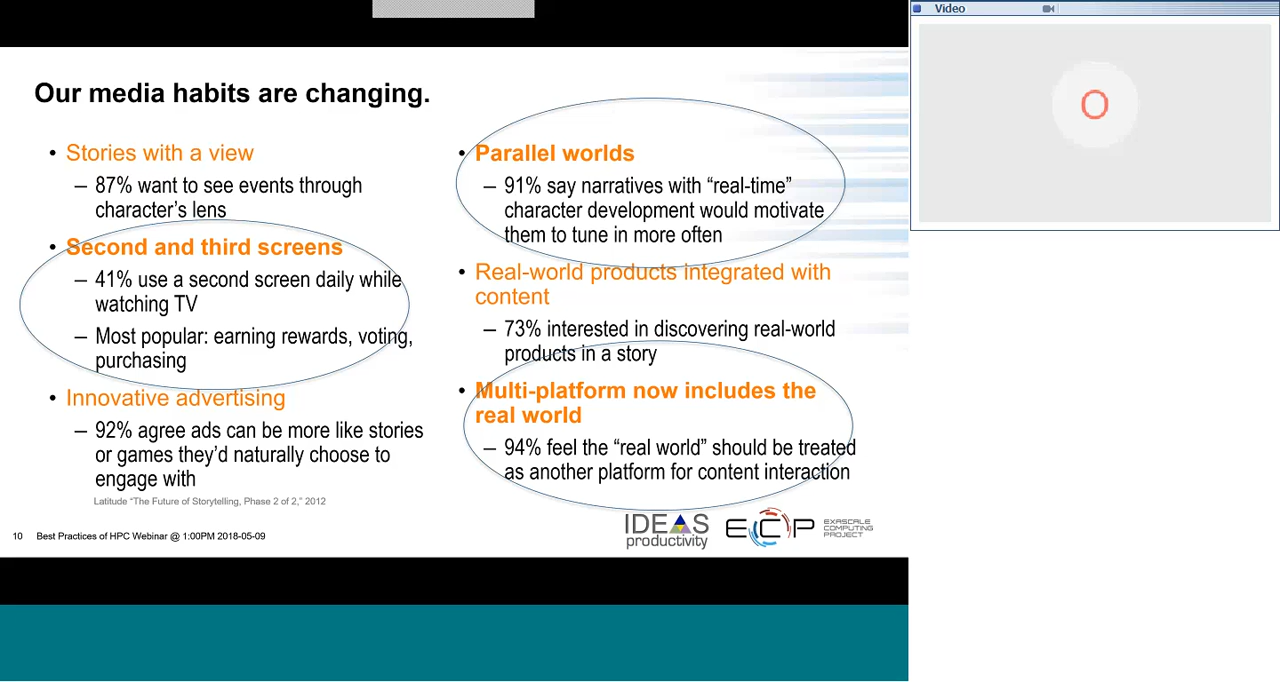 Video
Our media habits are changing.
• Stories with a view
– 87% want to see events through
character's lens
• Second and third screens
– 41% use a second screen daily while
watching TV
– Most popular: earning rewards, voting,
purchasing
• Innovative advertising
– 92% agree ads can be more like stories
or games they'd naturally choose to
engage with
Latitude "The Future of Storytelling, Phase 2 of 2," 2012
• Parallel worlds
– 91% say narratives with "real-time"
character development would motivate
them to tune in more often
• Real-world products integrated with
content
– 73% interested in discovering real-world
products in a story
• Multi-platform now includes the
real world
– 94% feel the "real world" should be treated
as another platform for content interaction
10 Best Practices of HPC Webinar @ 1:00PM 2018-05-09
IDEAS
productivity
ECP
EXASCALE
COMPUTING
PROJECT
O